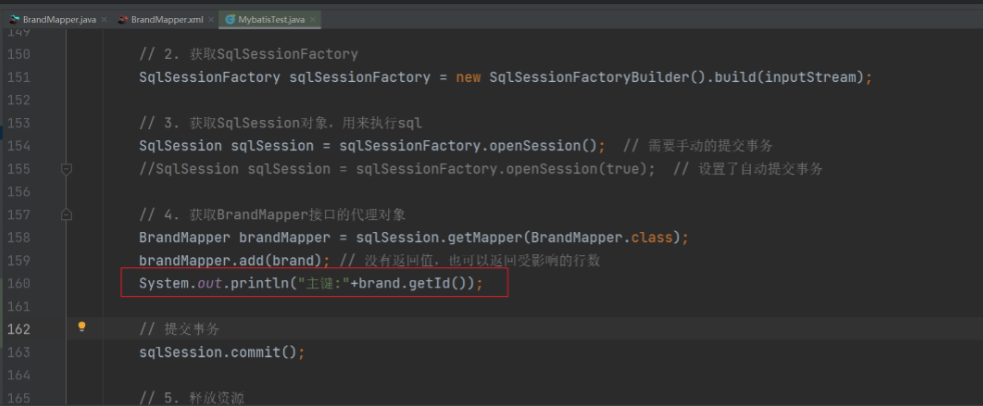 BrandMapper.java × BrandMapper.xml × MybatisTest.java ×
149
150 // 2. 获取SqlSessionFactory
151 SqlSessionFactory sqlSessionFactory = new SqlSessionFactoryBuilder().build(inputStream);
152
153 // 3. 获取SqlSession对象，用来执行sql
154 SqlSession sqlSession = sqlSessionFactory.openSession(); // 需要手动的提交事务
155 //SqlSession sqlSession = sqlSessionFactory.openSession(true); // 设置了自动提交事务
156
157 // 4. 获取BrandMapper接口的代理对象
158 BrandMapper brandMapper = sqlSession.getMapper(BrandMapper.class);
159 brandMapper.add(brand); // 没有返回值，也可以返回受影响的行数
160 System.out.println("主键:"+brand.getId());
161
162 // 提交事务
163 sqlSession.commit();
164
165 // 5. 释放资源